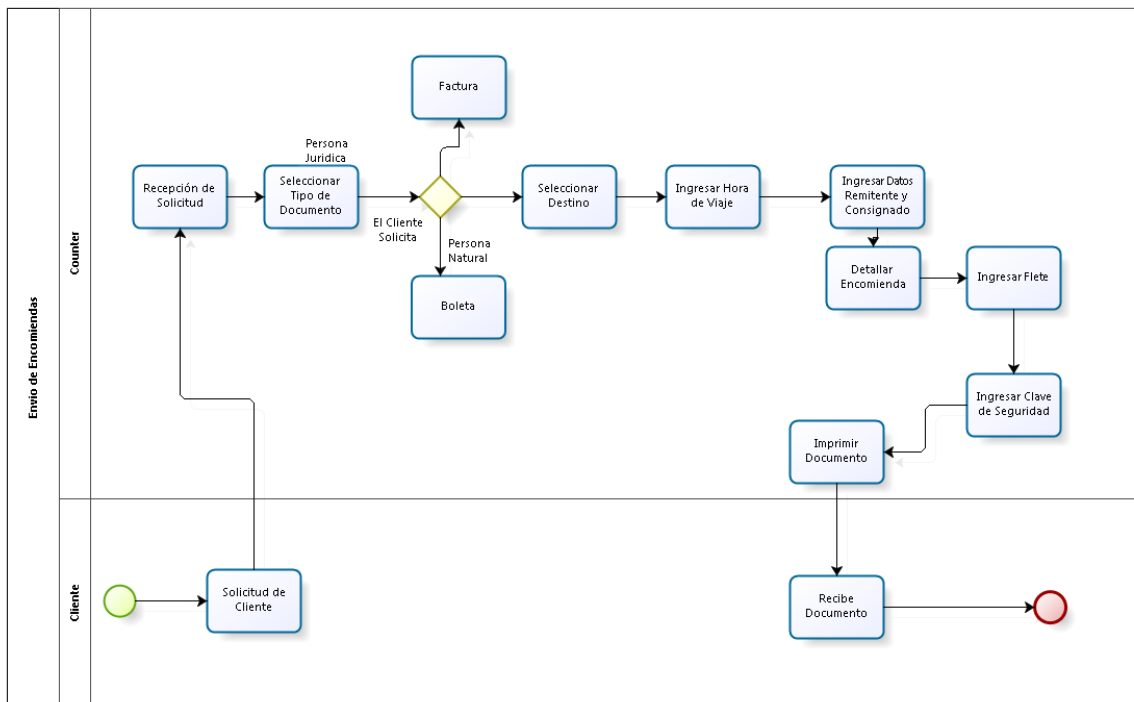 Envio de Encomiendas
Counter
Factura
Persona
Juridica
Recepción de
Solicitud
Seleccionar
Tipo de
Documento
El Cliente
Solicita
Persona
Natural
Boleta
Seleccionar
Destino
Ingresar Hora
de Viaje
Ingresar Datos
Remitente y
Consignado
Detallar
Encomienda
Ingresar Flete
Ingresar Clave
de Seguridad
Imprimir
Documento
Cliente
Solicitud de
Cliente
Recibe
Documento